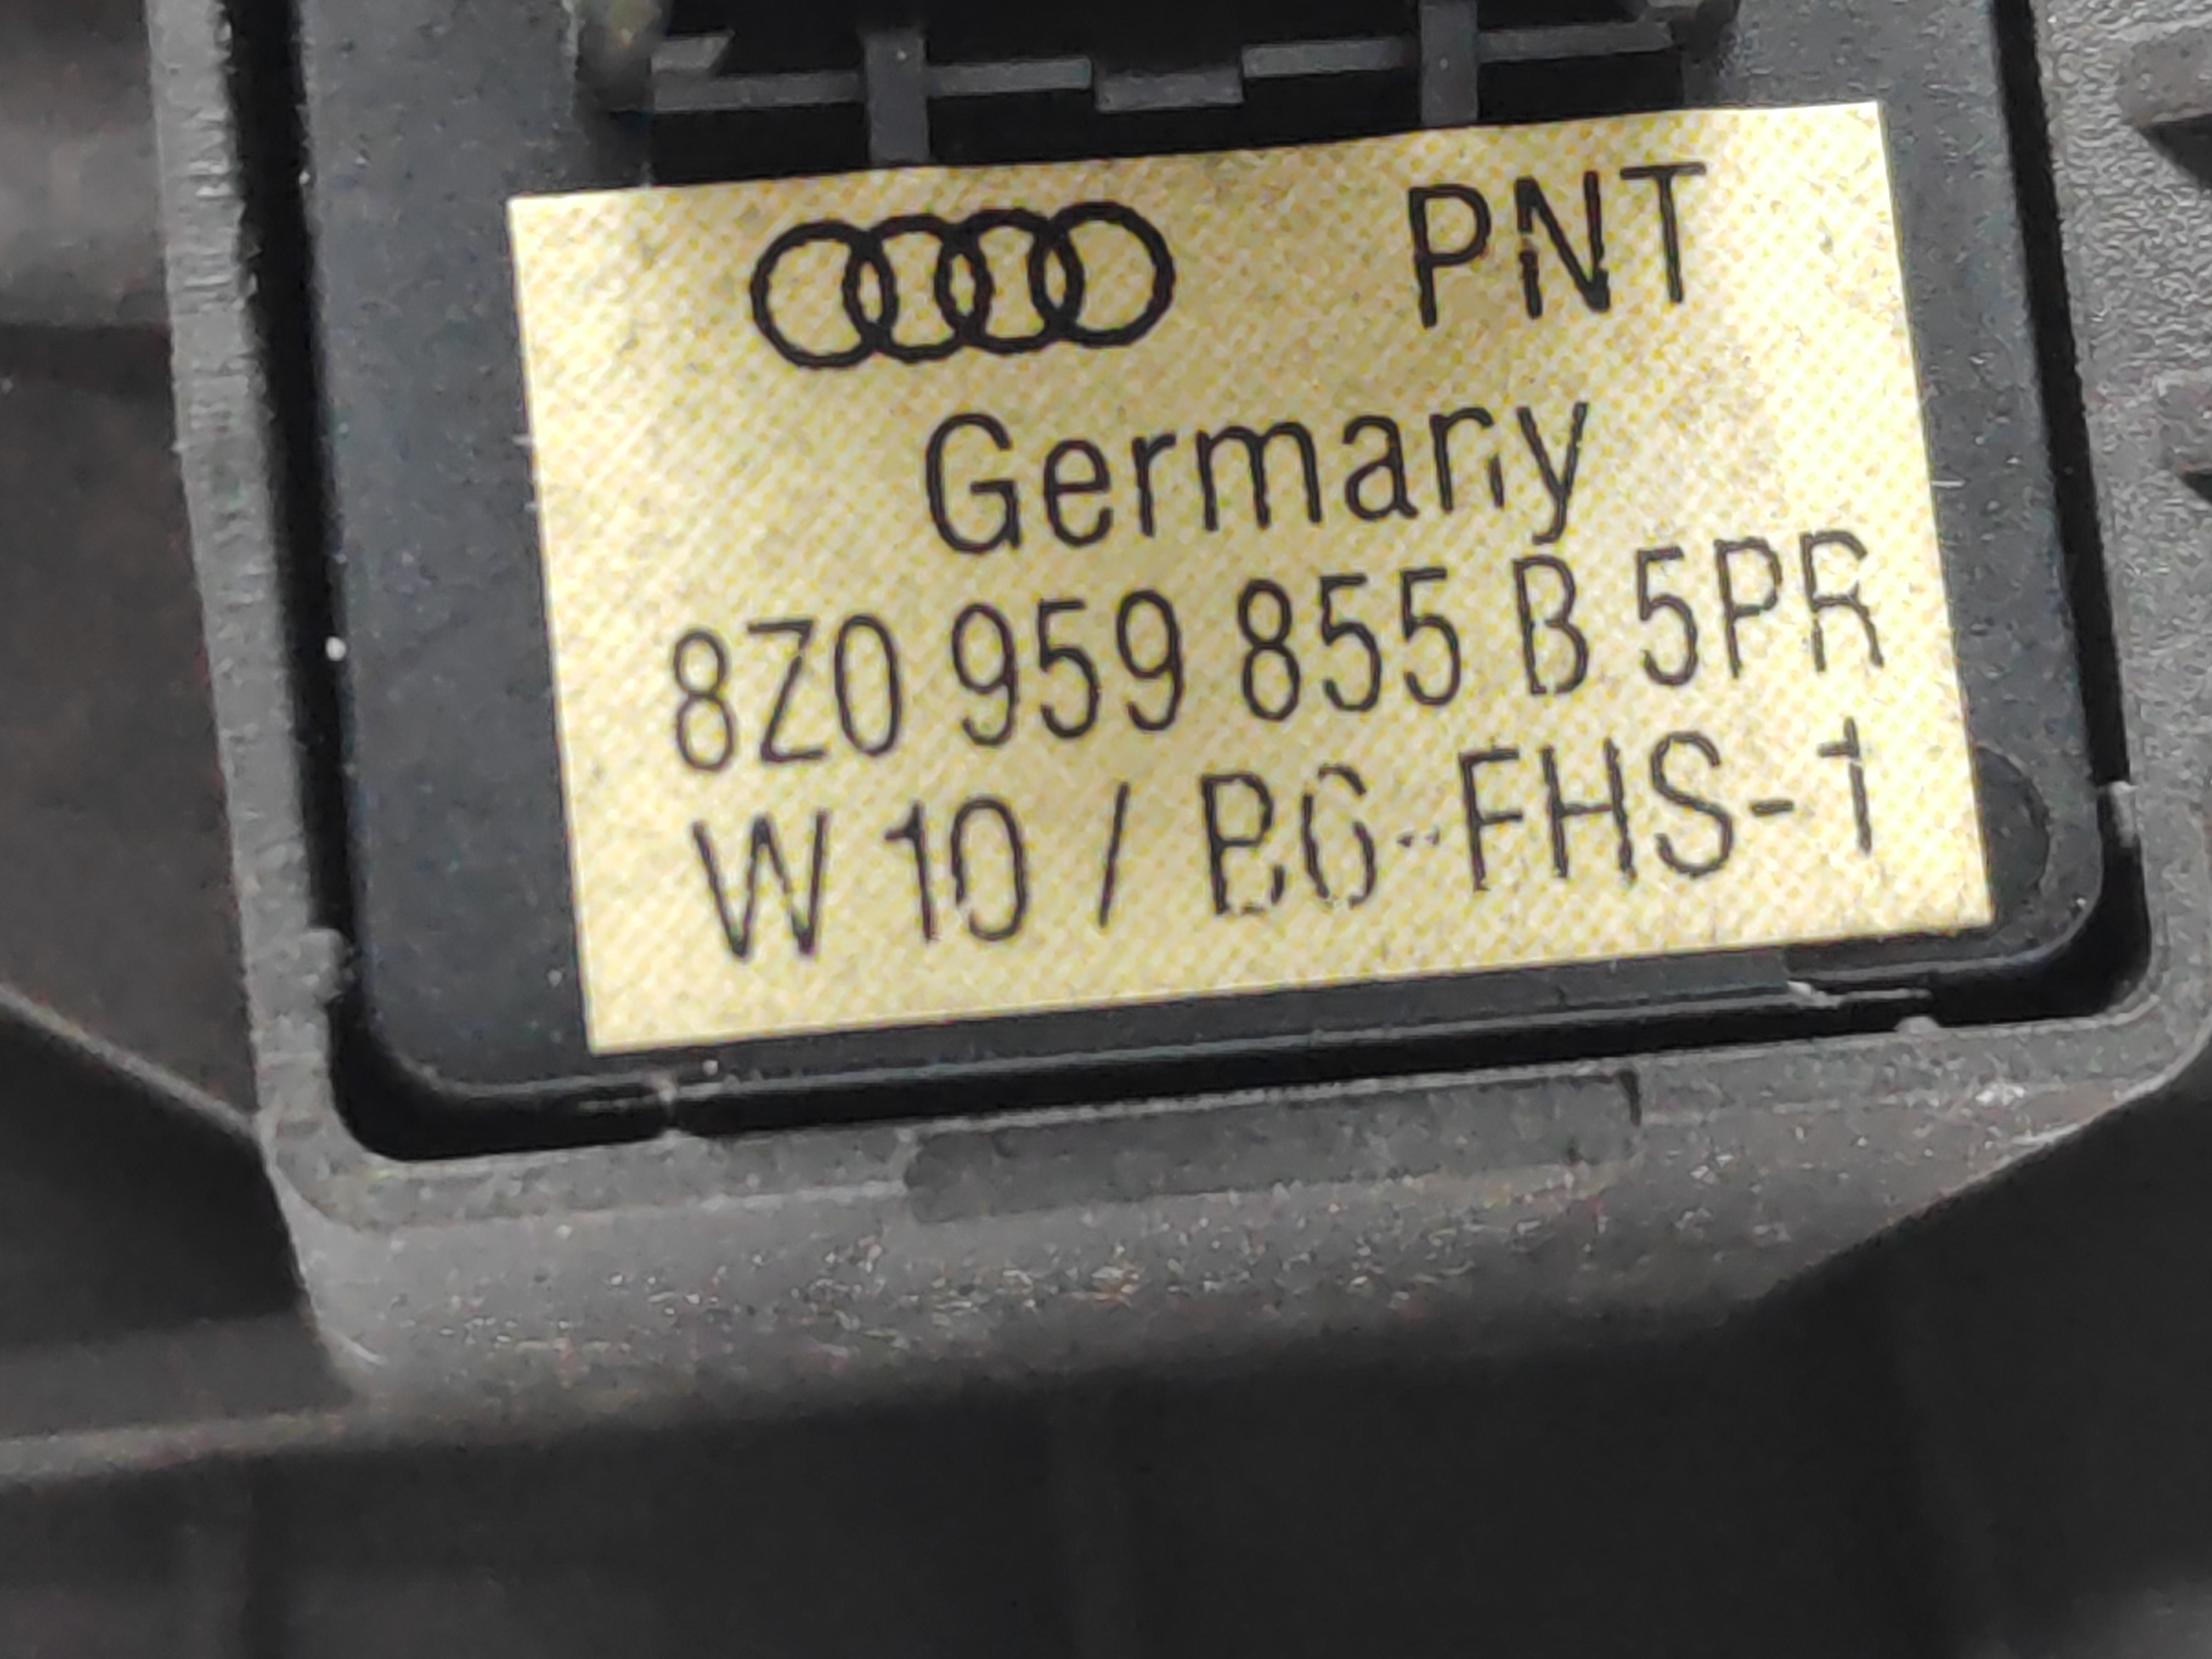 PNT
Germany
8Z0 959 855 B 5PR
W 10 / B6-FHS-1